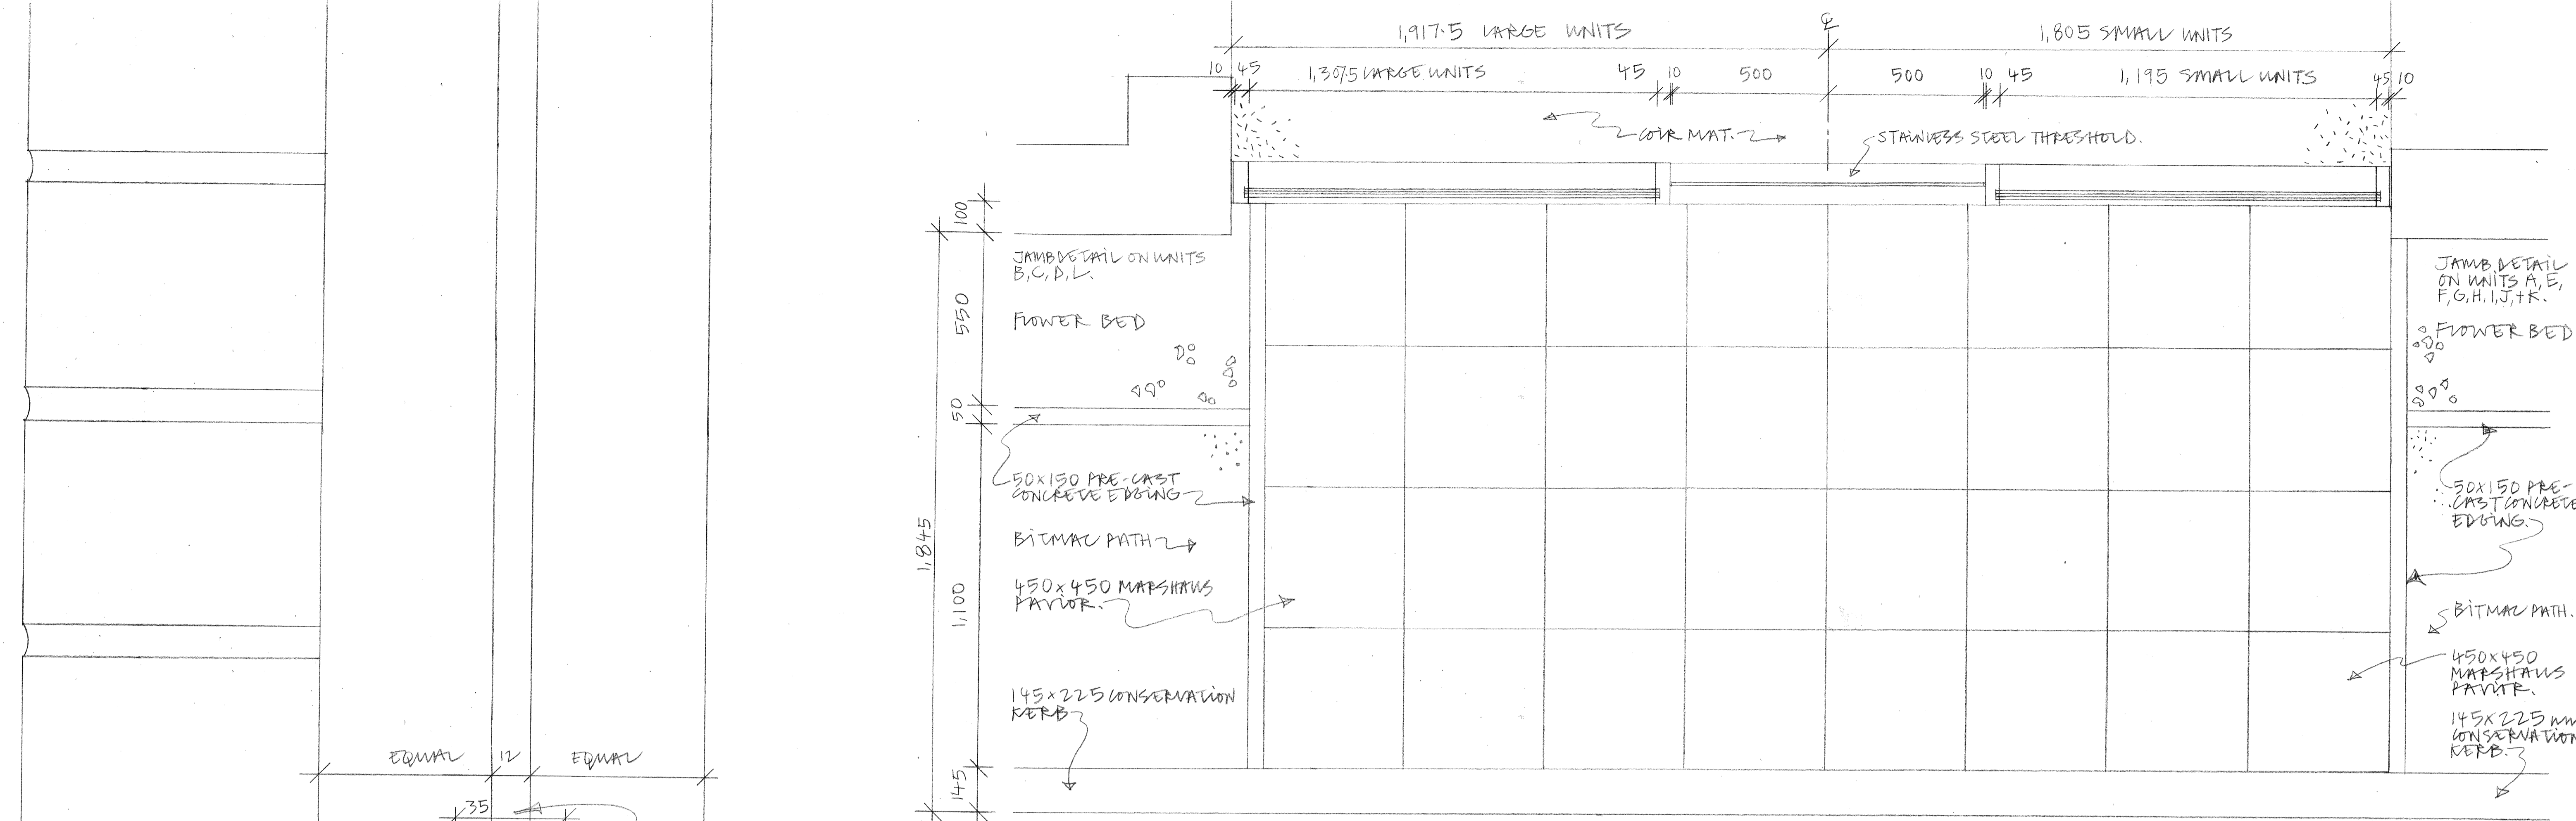 1,917.5 LARGE UNITS
℄
1,805 SMALL UNITS
10 45 1,307.5 LARGE UNITS 45 10 500 500 10 45 1,195 SMALL UNITS 45 10
COIR MAT.
STAINLESS STEEL THRESHOLD.
100
550
50
1,845
1,100
145
JAMB DETAIL ON UNITS
B, C, D, L.
FLOWER BED
50x150 PRE-CAST
CONCRETE EDGING
BITMAC PATH
450x450 MARSHALLS
PAVIOR.
145x225 CONSERVATION
KERB
JAMB DETAIL
ON UNITS A, E,
F, G, H, I, J, + K.
FLOWER BED
50x150 PRE-
CAST CONCRETE
EDGING.
BITMAC PATH.
450x450
MARSHALLS
PAVIOR.
145x225 mm
CONSERVATION
KERB.
EQUAL 12 EQUAL
35